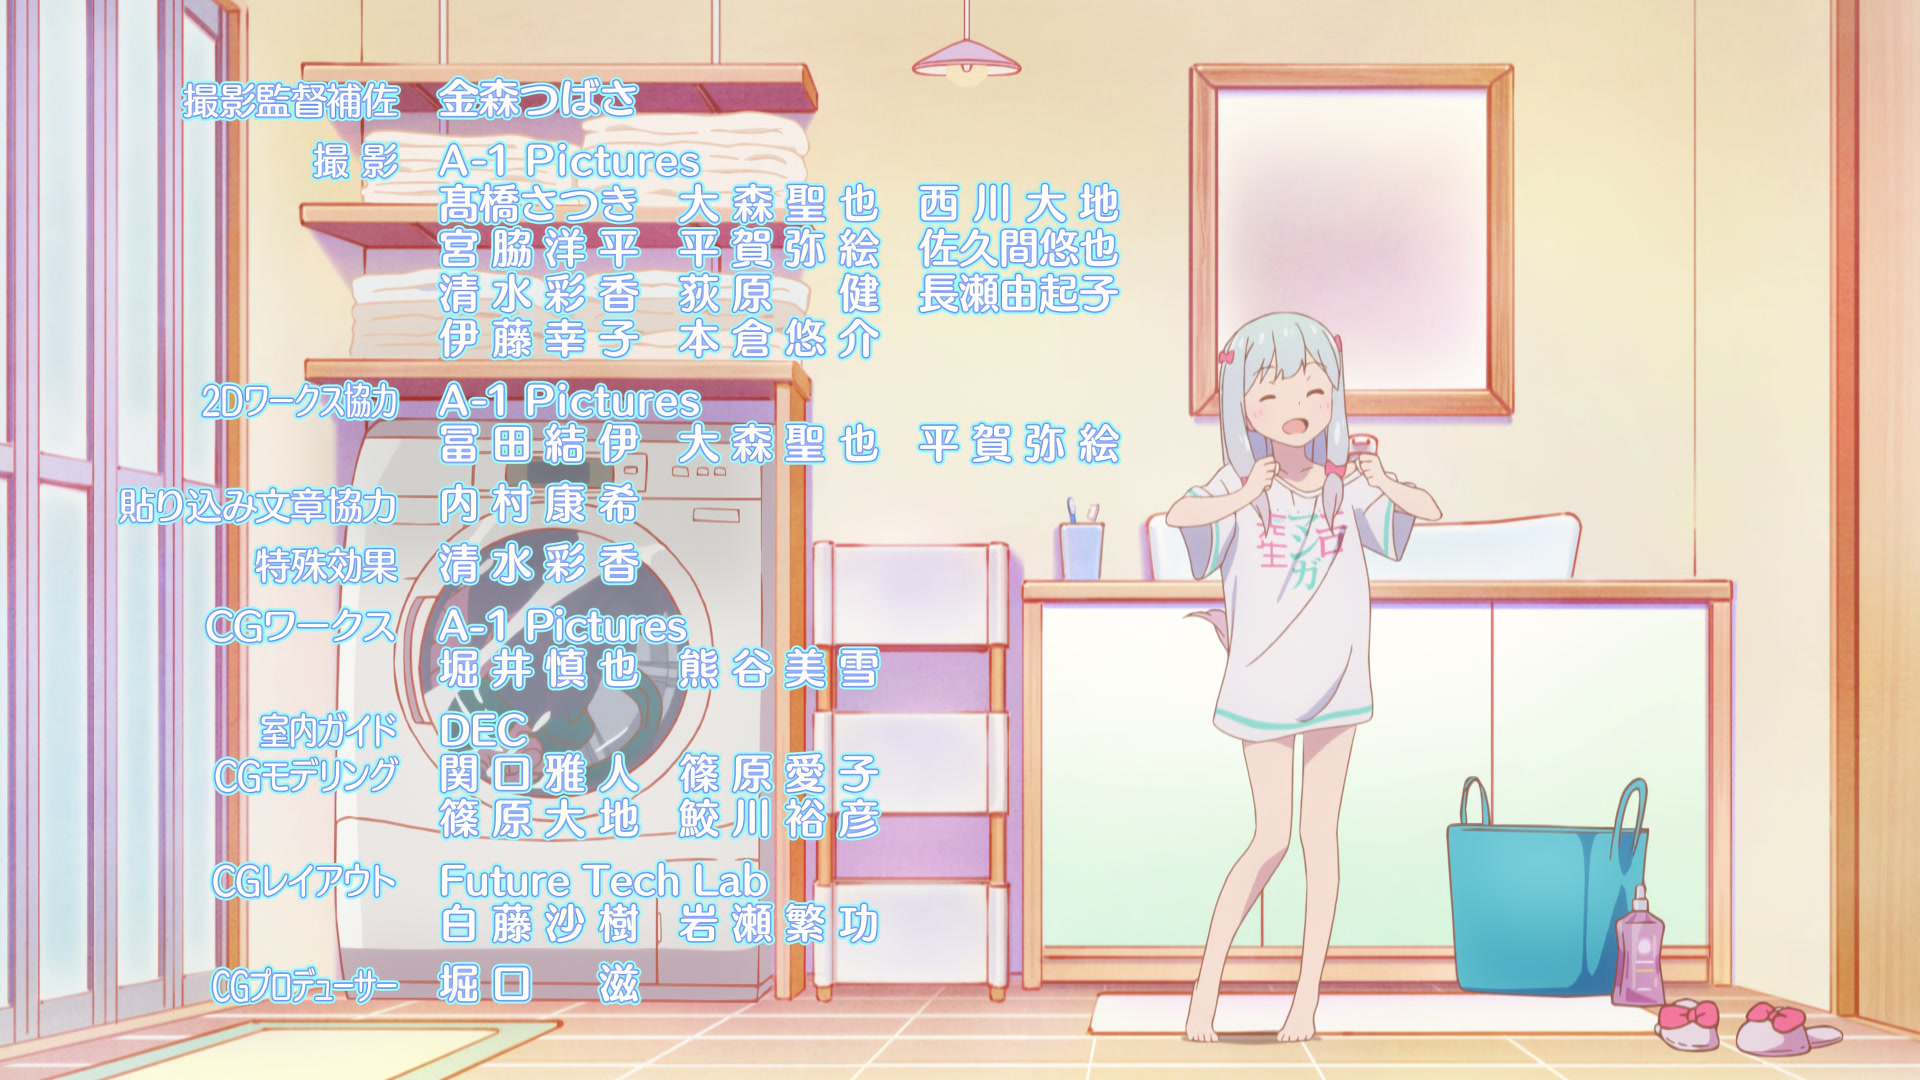 撮影監督補佐 金森つばさ
撮影 A-1 Pictures
髙橋さつき 大森聖也 西川大地
宮脇洋平 平賀弥絵 佐久間悠也
清水彩香 荻原 健 長瀬由起子
伊藤幸子 本倉悠介
2Dワークス協力 A-1 Pictures
冨田結伊 大森聖也 平賀弥絵
貼り込み文章協力 内村康希
特殊効果 清水彩香
CGワークス A-1 Pictures
堀井慎也 熊谷美雪
室内ガイド DEC
CGモデリング 関口雅人 篠原愛子
篠原大地 鮫川裕彦
CGレイアウト Future Tech Lab
白藤沙樹 岩瀬繁功
CGプロデューサー 堀口 滋